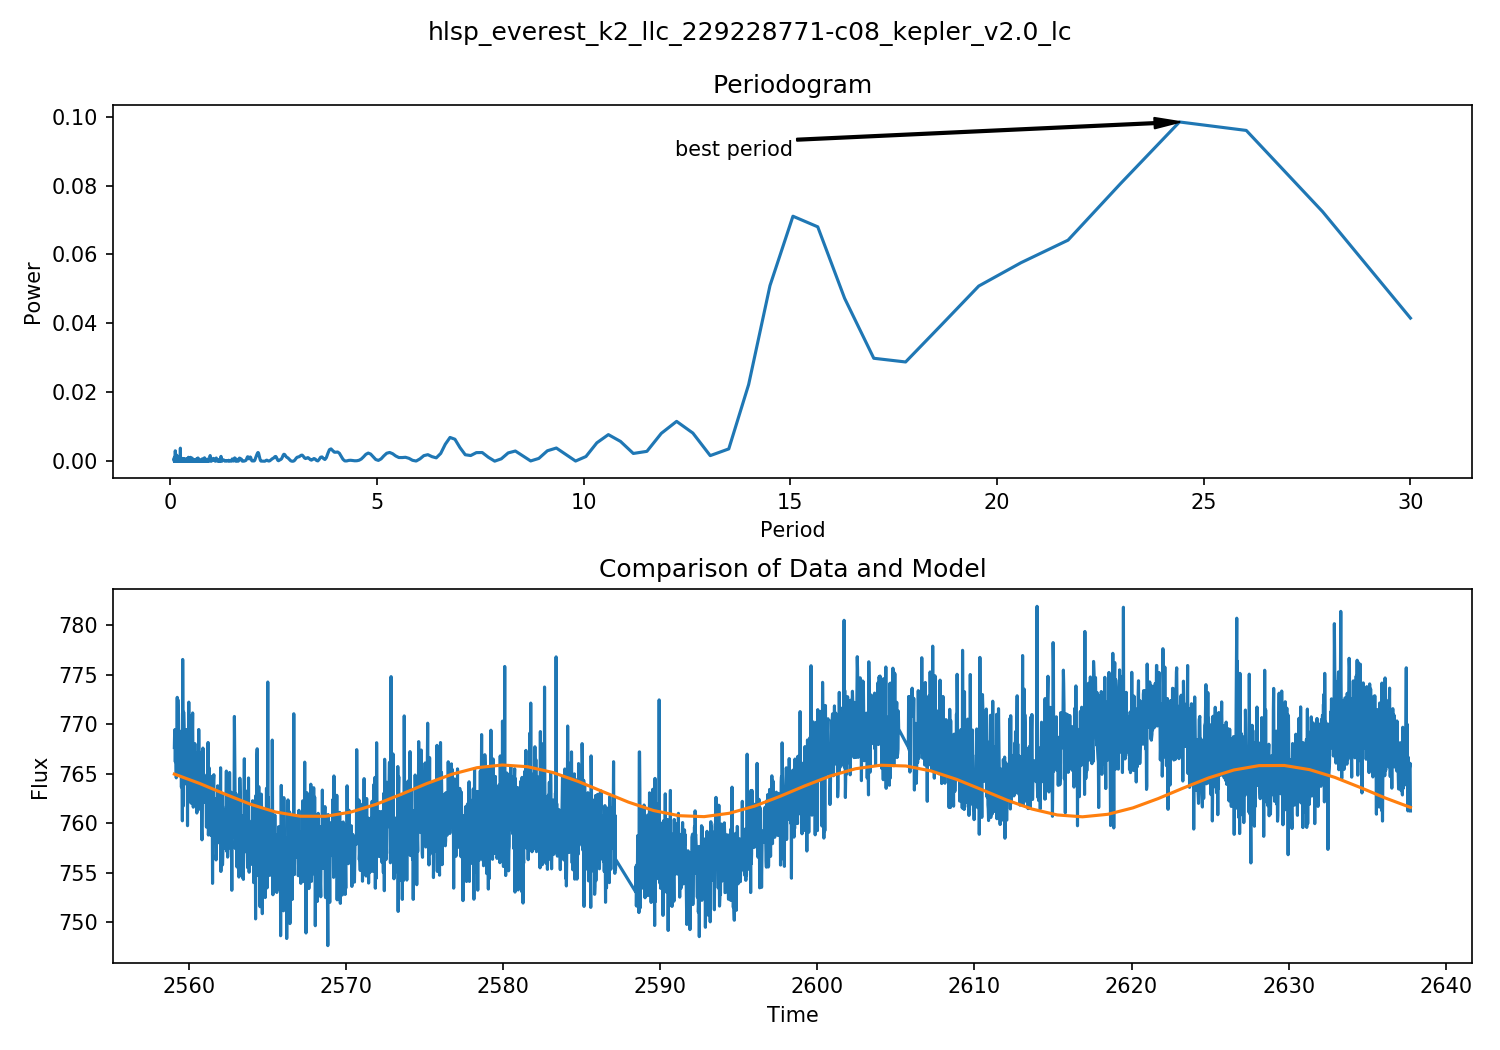 hlsp_everest_k2_llc_229228771-c08_kepler_v2.0_lc
Periodogram
0.10
0.08
0.06
0.04
0.02
0.00
Power
best period
0 5 10 15 20 25 30
Period
Comparison of Data and Model
780
775
770
765
760
755
750
Flux
2560 2570 2580 2590 2600 2610 2620 2630 2640
Time